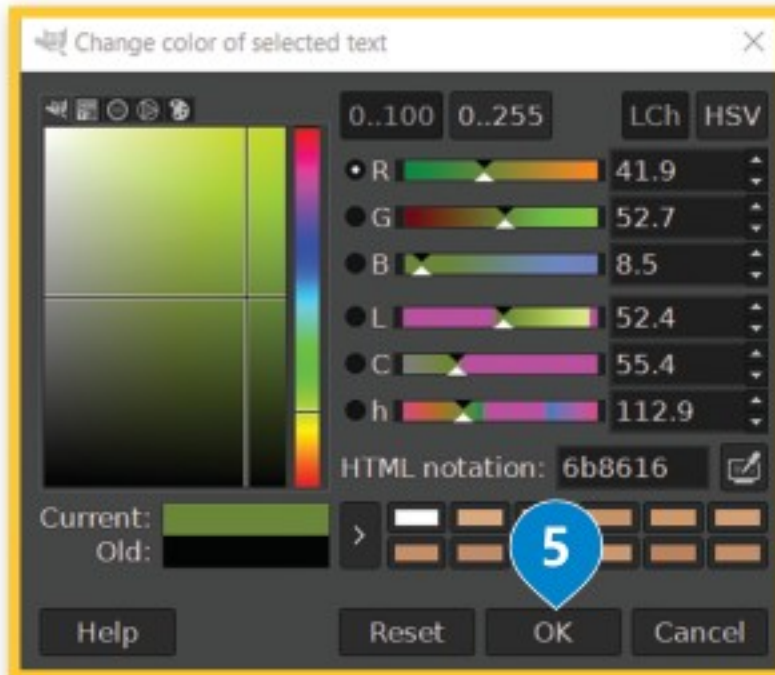 Change color of selected text
0..100 0..255 LCh HSV
R 41.9
G 52.7
B 8.5
L 52.4
C 55.4
h 112.9
HTML notation: 6b8616
Current:
Old:
>
5
Help Reset OK Cancel